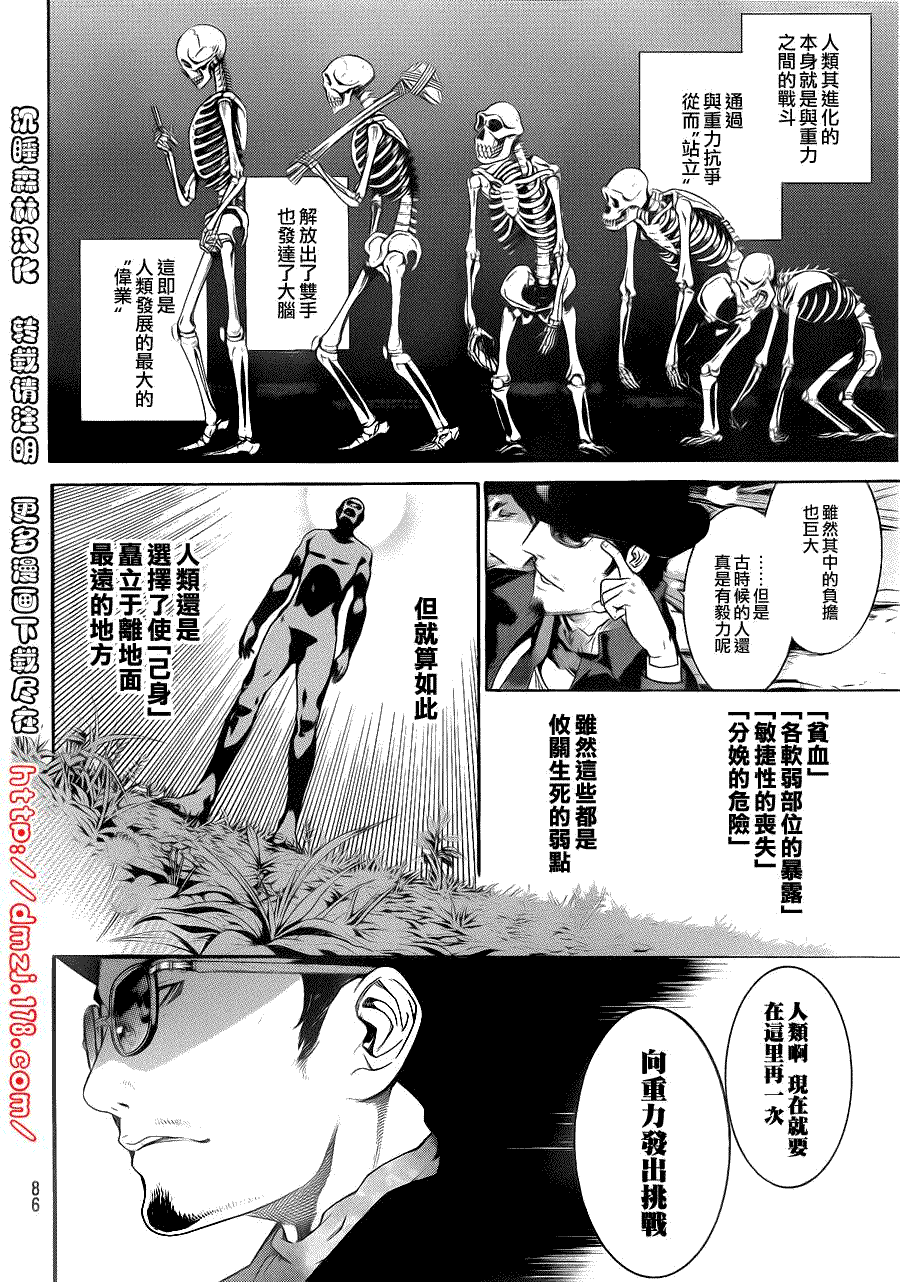 人類其進化的
本身就是與重力
之間的戰斗
通過
與重力抗爭
從而“站立”
解放出了雙手
也發達了大腦
這即是
人類發展的最大的
“偉業”
雖然其中的負擔
也巨大
……但是
古時候的人還
真是有毅力呢
「貧血」
「各軟弱部位的暴露」
「敏捷性的喪失」
「分娩的危險」
雖然這些都是
攸關生死的弱點
但就算如此
人類還是
選擇了使「己身」
矗立于離地面
最遠的地方
人類啊 現在就要
在這里再一次
向重力發出挑戰
沉睡森林汉化 转载请注明 更多漫画下载尽在http://dmzj.178.com/
86